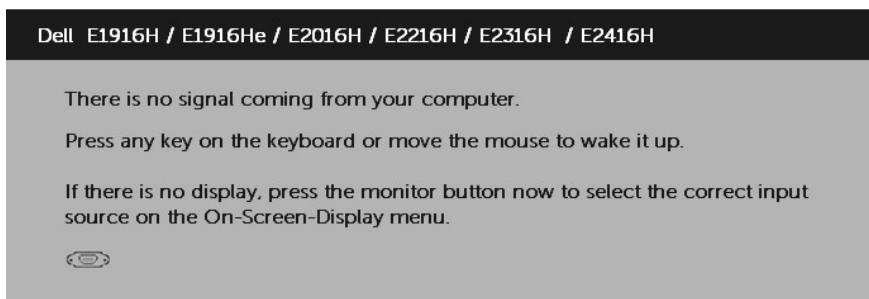 Dell E1916H / E1916He / E2016H / E2216H / E2316H / E2416H
There is no signal coming from your computer.
Press any key on the keyboard or move the mouse to wake it up.
If there is no display, press the monitor button now to select the correct input
source on the On-Screen-Display menu.